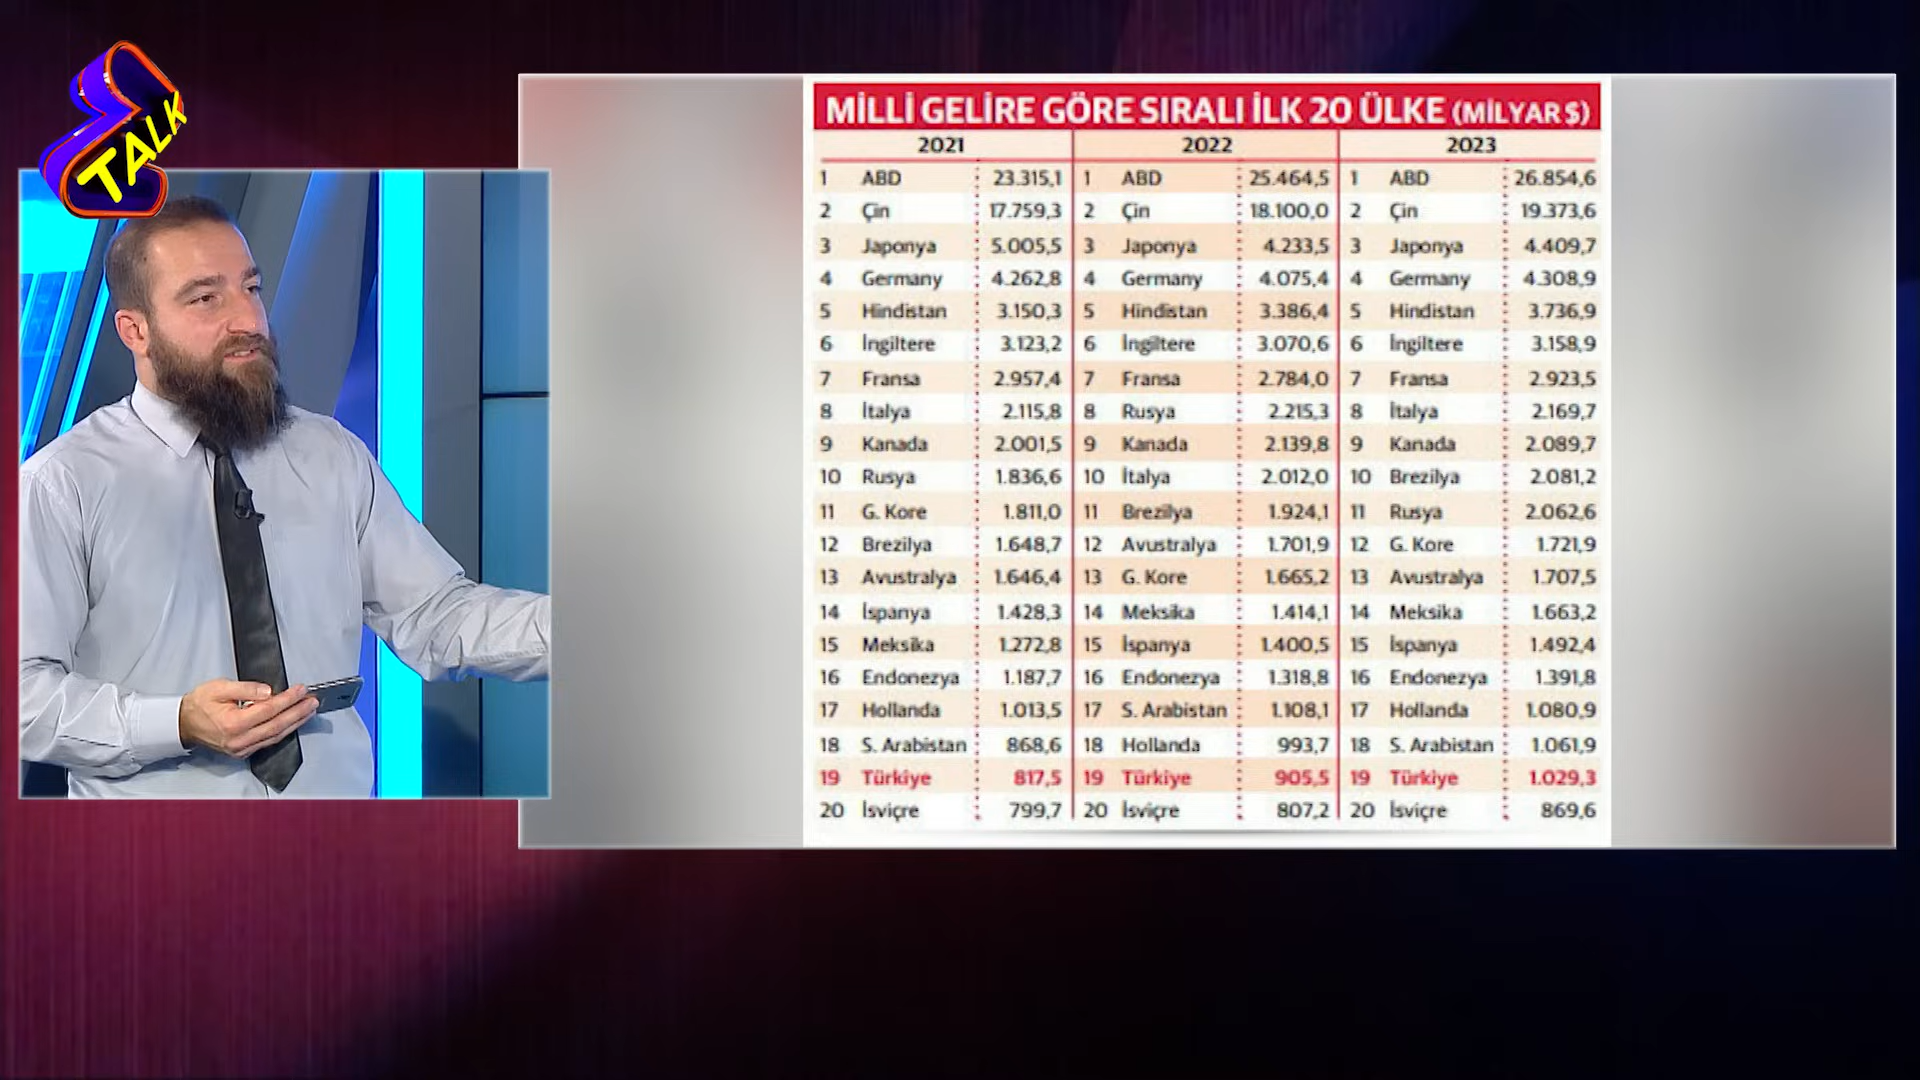 TALK
MİLLİ GELİRE GÖRE SIRALI İLK 20 ÜLKE (MİLYAR $)
2021 2022 2023
1 ABD 23.315,1 1 ABD 25.464,5 1 ABD 26.854,6
2 Çin 17.759,3 2 Çin 18.100,0 2 Çin 19.373,6
3 Japonya 5.005,5 3 Japonya 4.233,5 3 Japonya 4.409,7
4 Germany 4.262,8 4 Germany 4.075,4 4 Germany 4.308,9
5 Hindistan 3.150,3 5 Hindistan 3.386,4 5 Hindistan 3.736,9
6 İngiltere 3.123,2 6 İngiltere 3.070,6 6 İngiltere 3.158,9
7 Fransa 2.957,4 7 Fransa 2.784,0 7 Fransa 2.923,5
8 İtalya 2.115,8 8 Rusya 2.215,3 8 İtalya 2.169,7
9 Kanada 2.001,5 9 Kanada 2.139,8 9 Kanada 2.089,7
10 Rusya 1.836,6 10 İtalya 2.012,0 10 Brezilya 2.081,2
11 G. Kore 1.811,0 11 Brezilya 1.924,1 11 Rusya 2.062,6
12 Brezilya 1.648,7 12 Avustralya 1.701,9 12 G. Kore 1.721,9
13 Avustralya 1.646,4 13 G. Kore 1.665,2 13 Avustralya 1.707,5
14 İspanya 1.428,3 14 Meksika 1.414,1 14 Meksika 1.663,2
15 Meksika 1.272,8 15 İspanya 1.400,5 15 İspanya 1.492,4
16 Endonezya 1.187,7 16 Endonezya 1.318,8 16 Endonezya 1.391,8
17 Hollanda 1.013,5 17 S. Arabistan 1.108,1 17 Hollanda 1.080,9
18 S. Arabistan 868,6 18 Hollanda 993,7 18 S. Arabistan 1.061,9
19 Türkiye 817,5 19 Türkiye 905,5 19 Türkiye 1.029,3
20 İsviçre 799,7 20 İsviçre 807,2 20 İsviçre 869,6